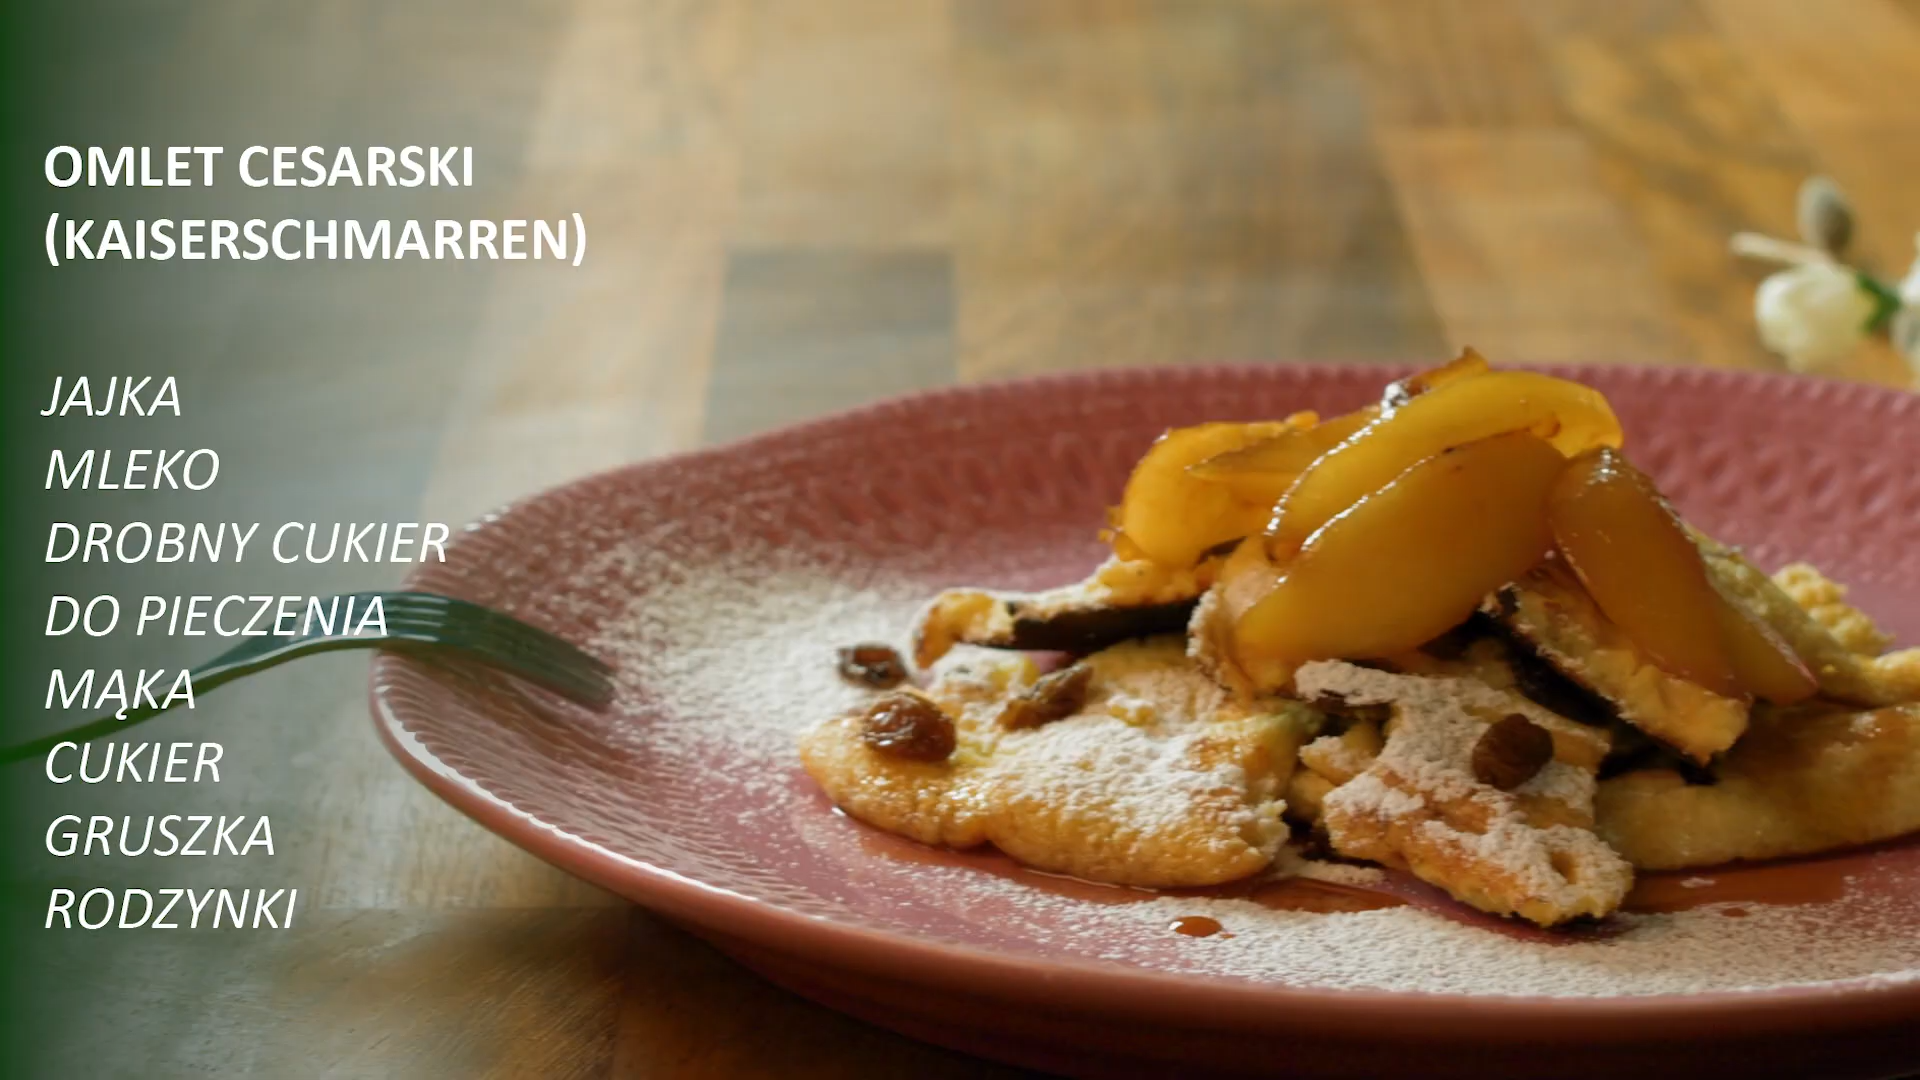 OMLET CESARSKI
(KAISERSCHMARREN)
JAJKA
MLEKO
DROBNY CUKIER
DO PIECZENIA
MĄKA
CUKIER
GRUSZKA
RODZYNKI